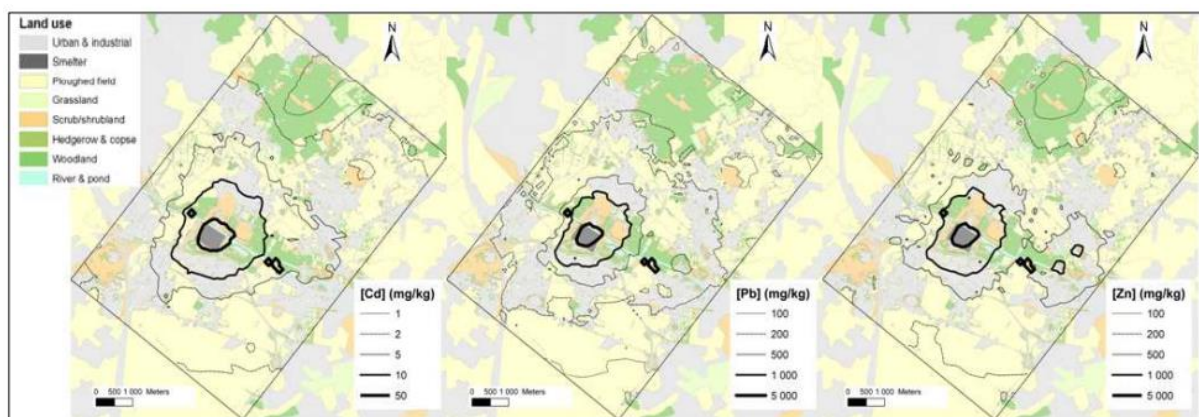 Land use
Urban & industrial
Smelter
Ploughed field
Grassland
Scrub/shrubland
Hedgerow & copse
Woodland
River & pond
N
N
N
[Cd] (mg/kg)
1
2
5
10
50
0 500 1 000 Meters
[Pb] (mg/kg)
100
200
500
1 000
5 000
0 500 1 000 Meters
[Zn] (mg/kg)
100
200
500
1 000
5 000
0 500 1 000 Meters